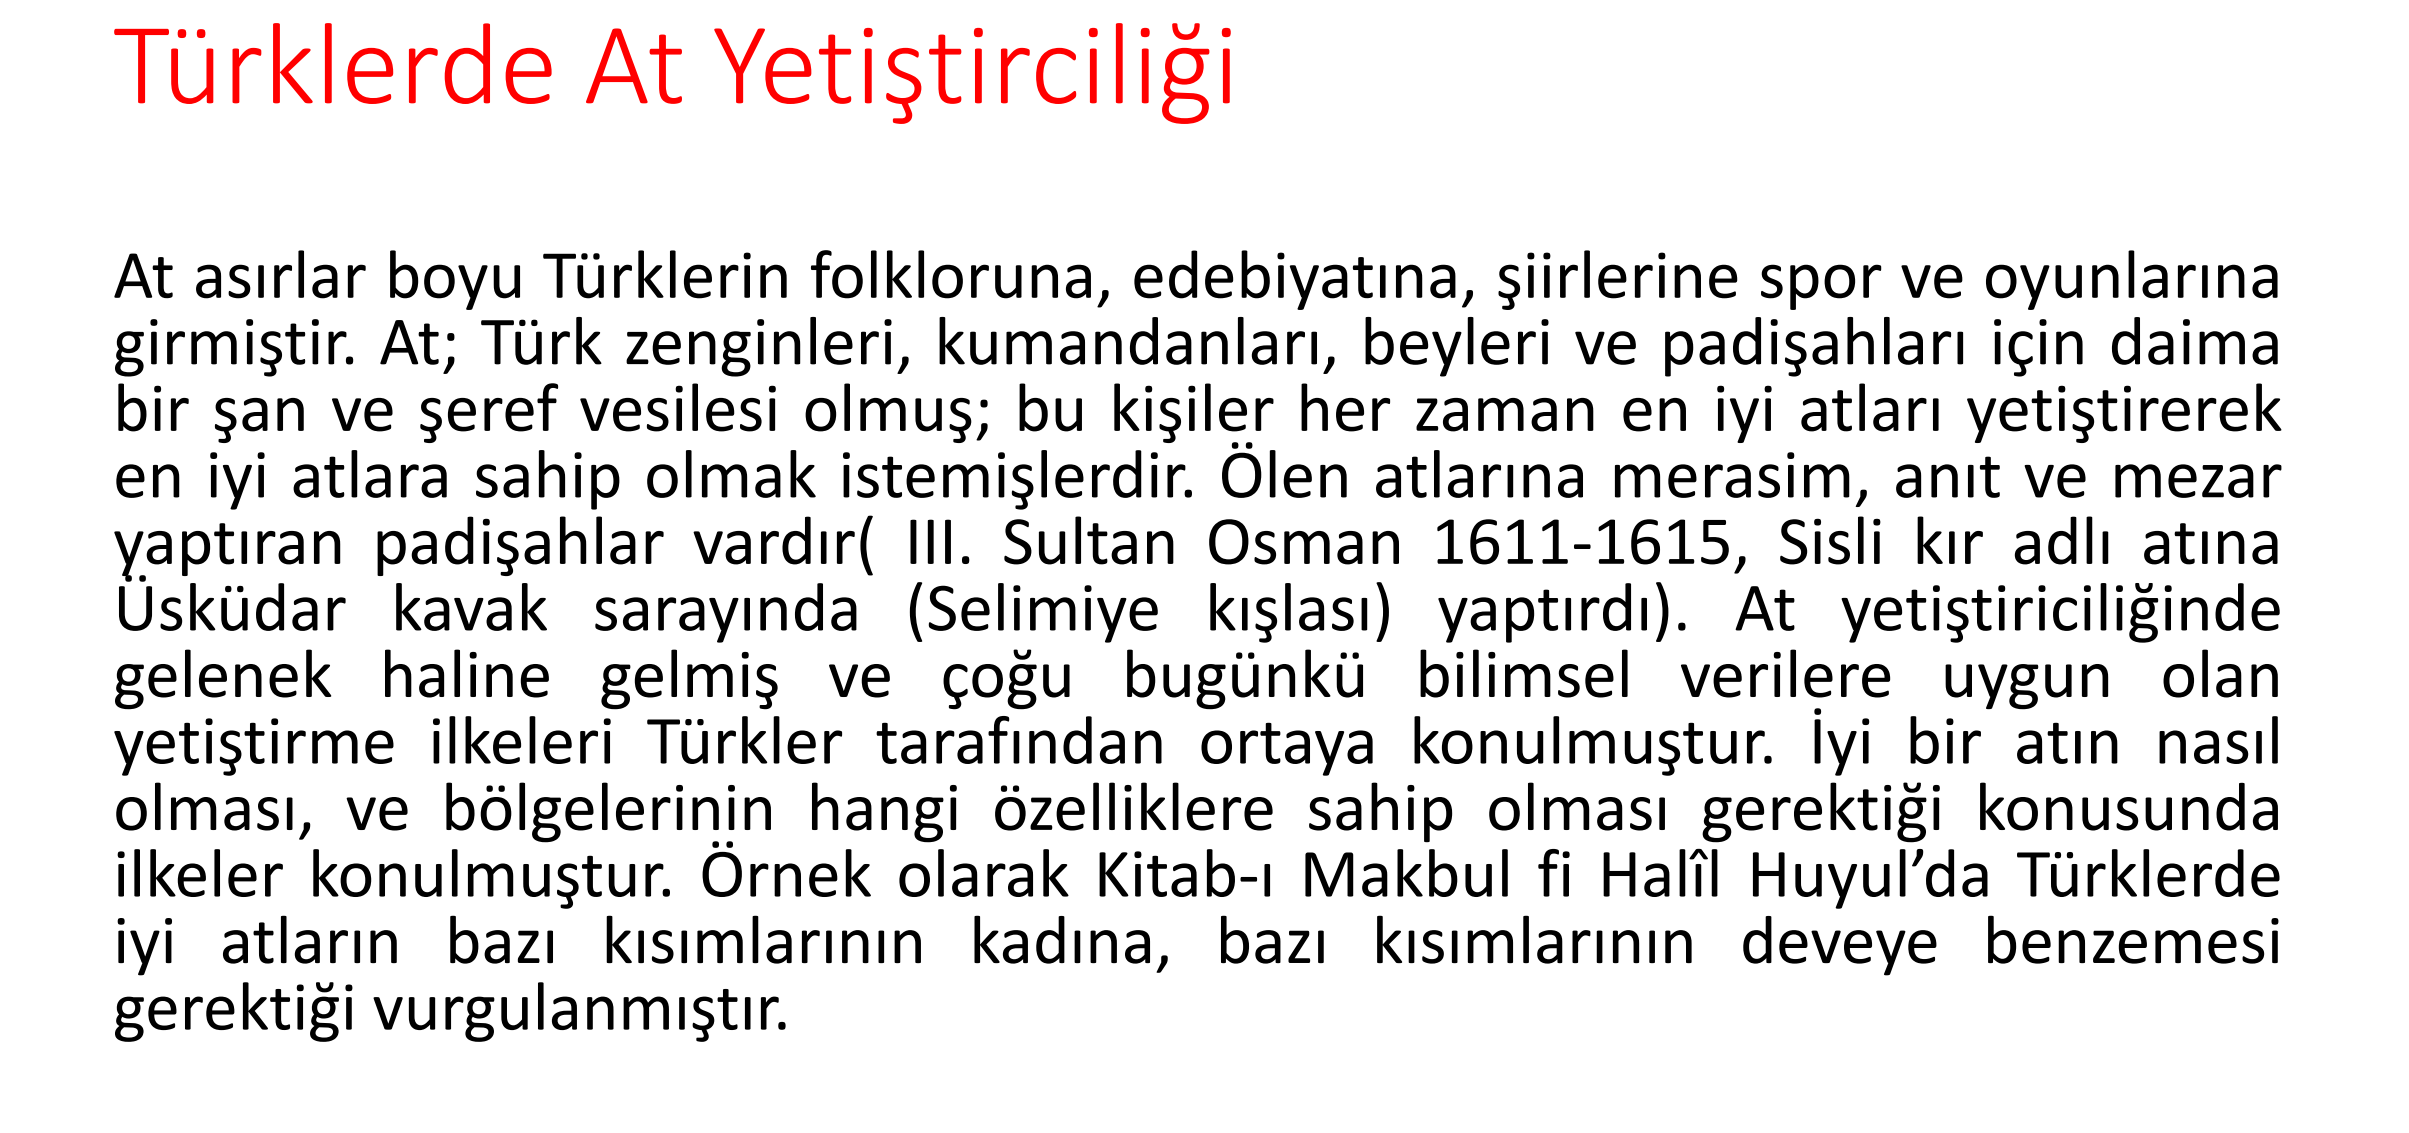 Türklerde At Yetiştirciliği
At asırlar boyu Türklerin folkloruna, edebiyatına, şiirlerine spor ve oyunlarına
girmiştir. At; Türk zenginleri, kumandanları, beyleri ve padişahları için daima
bir şan ve şeref vesilesi olmuş; bu kişiler her zaman en iyi atları yetiştirerek
en iyi atlara sahip olmak istemişlerdir. Ölen atlarına merasim, anıt ve mezar
yaptıran padişahlar vardır( III. Sultan Osman 1611-1615, Sisli kır adlı atına
Üsküdar kavak sarayında (Selimiye kışlası) yaptırdı). At yetiştiriciliğinde
gelenek haline gelmiş ve çoğu bugünkü bilimsel verilere uygun olan
yetiştirme ilkeleri Türkler tarafından ortaya konulmuştur. İyi bir atın nasıl
olması, ve bölgelerinin hangi özelliklere sahip olması gerektiği konusunda
ilkeler konulmuştur. Örnek olarak Kitab-ı Makbul fi Halîl Huyul’da Türklerde
iyi atların bazı kısımlarının kadına, bazı kısımlarının deveye benzemesi
gerektiği vurgulanmıştır.